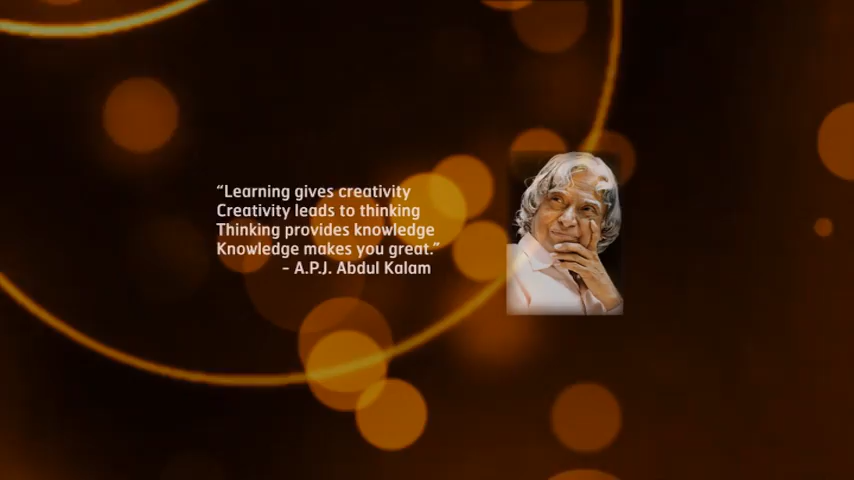 “Learning gives creativity
Creativity leads to thinking
Thinking provides knowledge
Knowledge makes you great.”
- A.P.J. Abdul Kalam